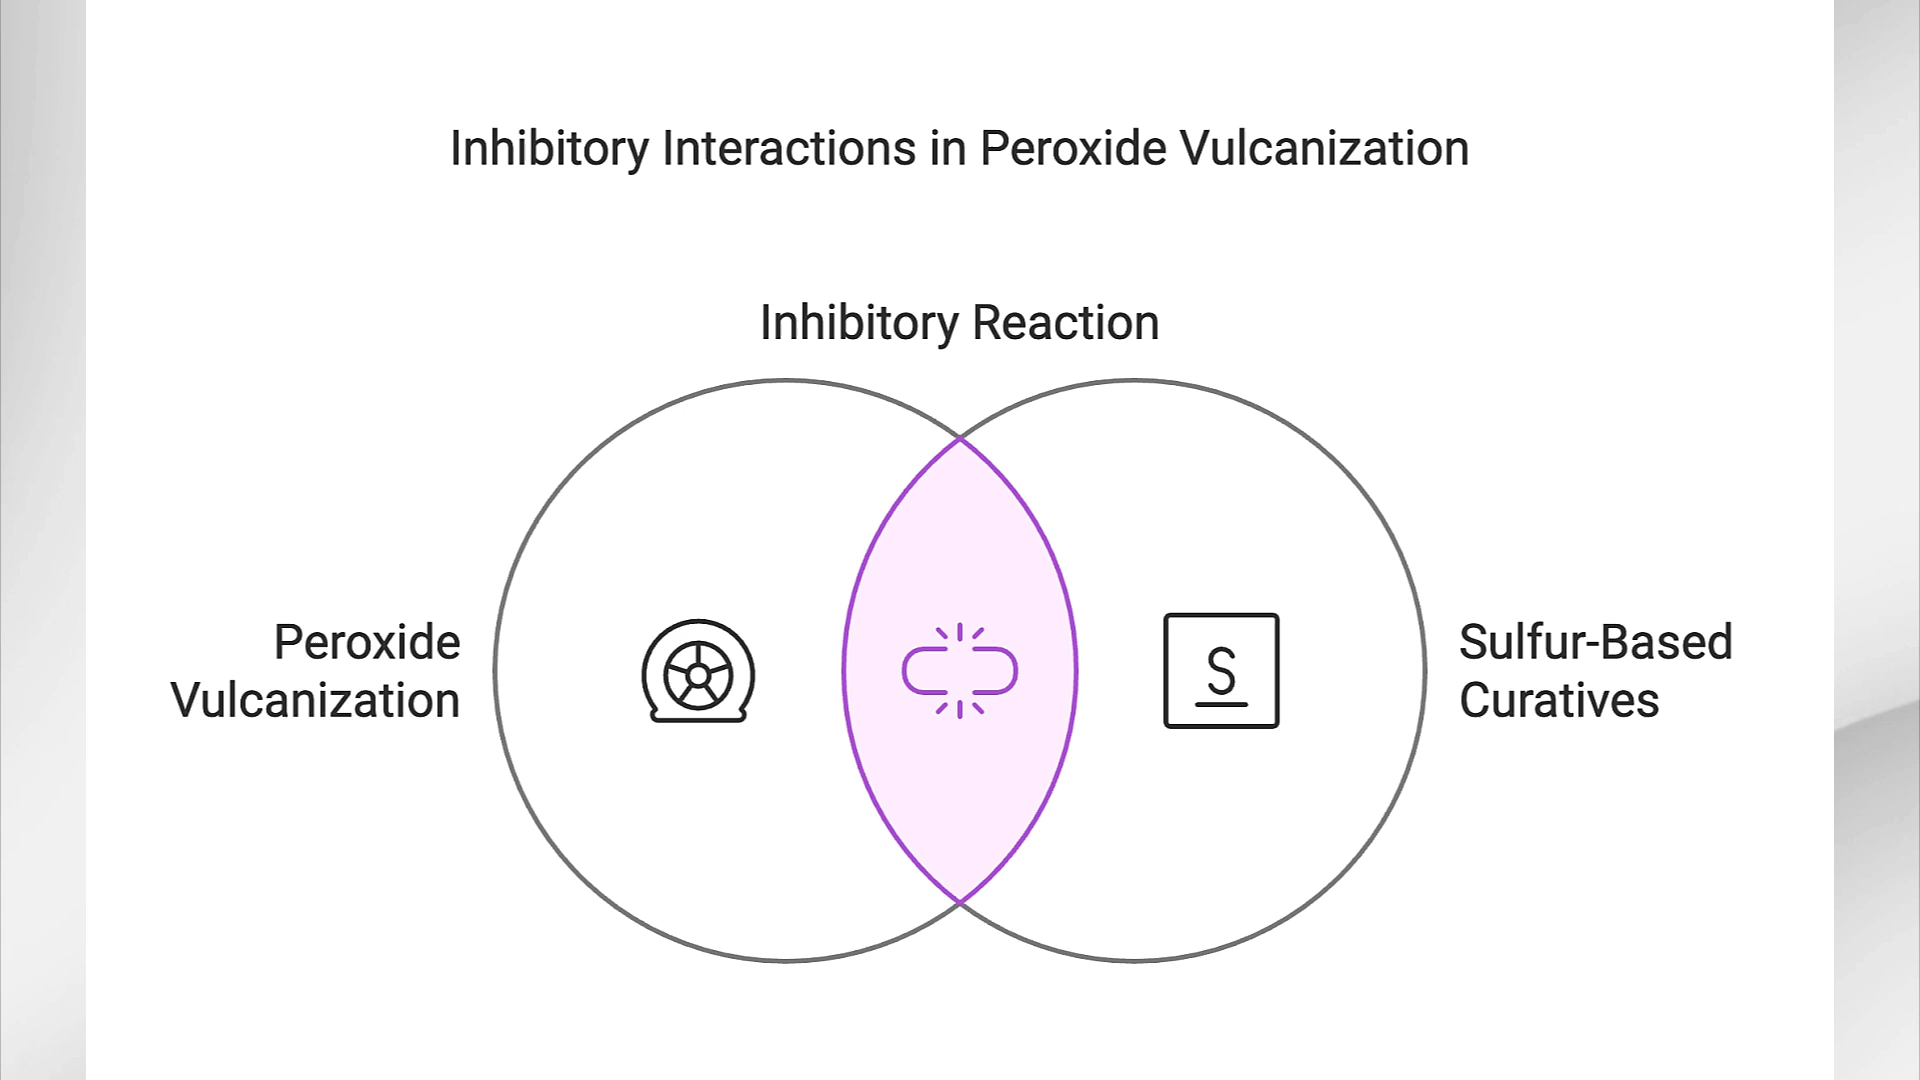 Inhibitory Interactions in Peroxide Vulcanization
Inhibitory Reaction
Peroxide
Vulcanization
S
Sulfur-Based
Curatives